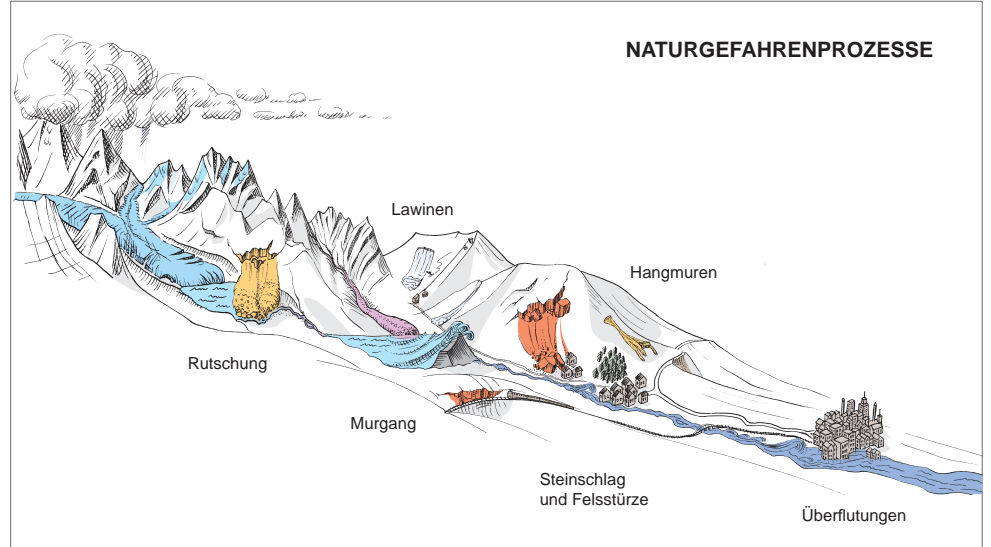 NATURGEFAHRENPROZESSE
Lawinen
Hangmuren
Rutschung
Murgang
Steinschlag
und Felsstürze
Überflutungen